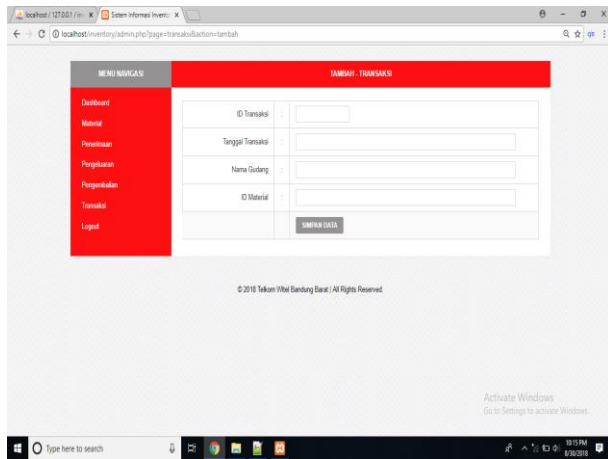 localhost / 127.0.0.1 / in
Sistem Informasi Invento
localhost/inventory/admin.php?page=transaksi&action=tambah
MENU NAVIGASI
TAMBAH - TRANSAKSI
Dashboard
Material
Penerimaan
Pengeluaran
Pengembalian
Transaksi
Logout
ID Transaksi :
Tanggal Transaksi :
Nama Gudang :
ID Material :
SIMPAN DATA
© 2018 Telkom Witel Bandung Barat | All Rights Reserved.
Activate Windows
Go to Settings to activate Windows.
Type here to search
10:15 PM
8/30/2018